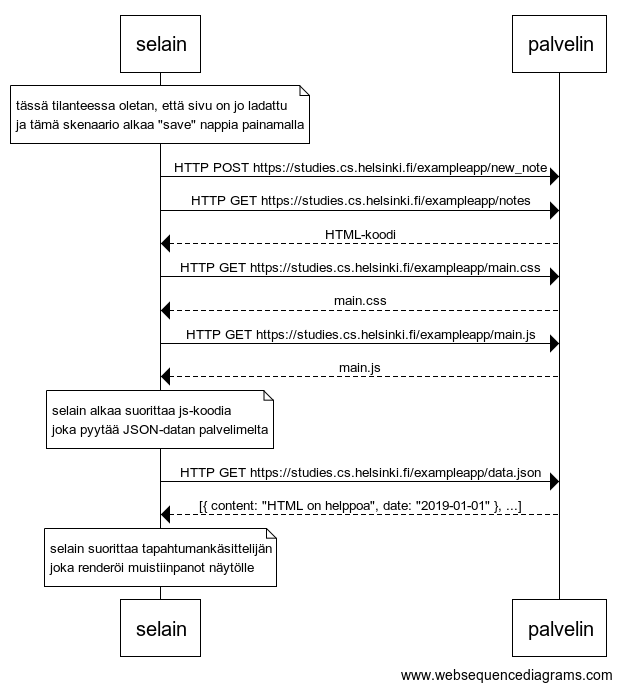 selain
palvelin
tässä tilanteessa oletan, että sivu on jo ladattu
ja tämä skenaario alkaa "save" nappia painamalla
HTTP POST https://studies.cs.helsinki.fi/exampleapp/new_note
HTTP GET https://studies.cs.helsinki.fi/exampleapp/notes
HTML-koodi
HTTP GET https://studies.cs.helsinki.fi/exampleapp/main.css
main.css
HTTP GET https://studies.cs.helsinki.fi/exampleapp/main.js
main.js
selain alkaa suorittaa js-koodia
joka pyytää JSON-datan palvelimelta
HTTP GET https://studies.cs.helsinki.fi/exampleapp/data.json
[{ content: "HTML on helppoa", date: "2019-01-01" }, ...]
selain suorittaa tapahtumankäsittelijän
joka renderöi muistiinpanot näytölle
selain
palvelin
www.websequencediagrams.com